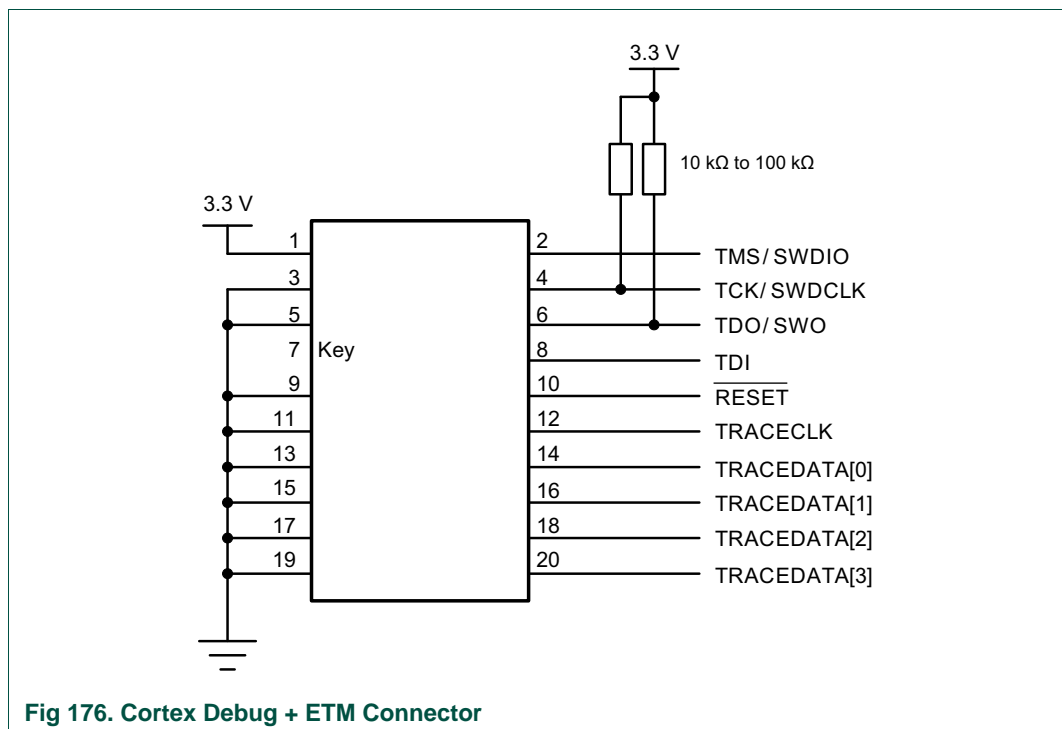 3.3 V
10 kΩ to 100 kΩ
3.3 V
1 2 TMS/ SWDIO
3 4 TCK/ SWDCLK
5 6 TDO/ SWO
7 Key 8 TDI
9 10 RESET
11 12 TRACECLK
13 14 TRACEDATA[0]
15 16 TRACEDATA[1]
17 18 TRACEDATA[2]
19 20 TRACEDATA[3]
Fig 176. Cortex Debug + ETM Connector